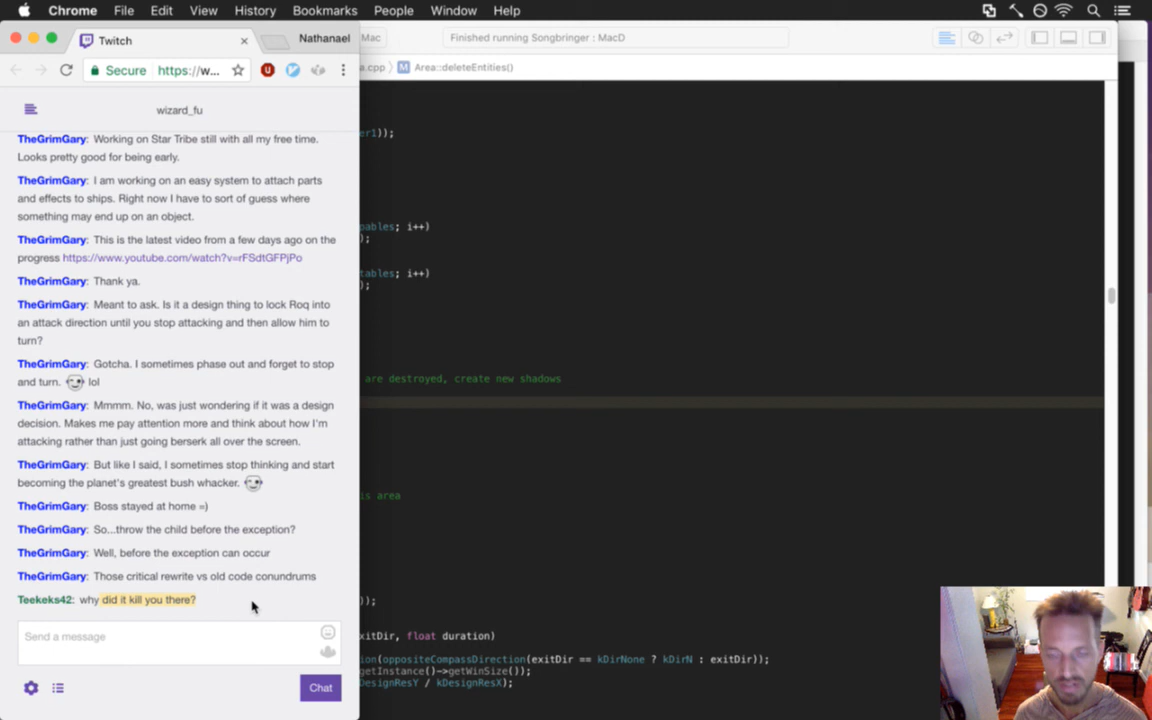 Chrome File Edit View History Bookmarks People Window Help
Twitch
Nathanael
Mac
Finished running Songbringer : MacD
Secure https://w...
a.cpp M Area::deleteEntities()
wizard_fu
TheGrimGary: Working on Star Tribe still with all my free time.
Looks pretty good for being early.
TheGrimGary: I am working on an easy system to attach parts
and effects to ships. Right now I have to sort of guess where
something may end up on an object.
TheGrimGary: This is the latest video from a few days ago on the
progress https://www.youtube.com/watch?v=rFSdtGFPjPo
TheGrimGary: Thank ya.
TheGrimGary: Meant to ask. Is it a design thing to lock Roq into
an attack direction until you stop attacking and then allow him to
turn?
TheGrimGary: Gotcha. I sometimes phase out and forget to stop
and turn. lol
TheGrimGary: Mmmm. No, was just wondering if it was a design
decision. Makes me pay attention more and think about how I'm
attacking rather than just going berserk all over the screen.
TheGrimGary: But like I said, I sometimes stop thinking and start
becoming the planet's greatest bush whacker.
TheGrimGary: Boss stayed at home =)
TheGrimGary: So...throw the child before the exception?
TheGrimGary: Well, before the exception can occur
TheGrimGary: Those critical rewrite vs old code conundrums
Teekeks42: why did it kill you there?
Send a message
Chat
er1));
pables; i++)
);
tables; i++)
);
are destroyed, create new shadows
is area
));
xitDir, float duration)
ion(oppositeCompassDirection(exitDir == kDirNone ? kDirN : exitDir));
getInstance()->getWinSize());
DesignResY / kDesignResX);